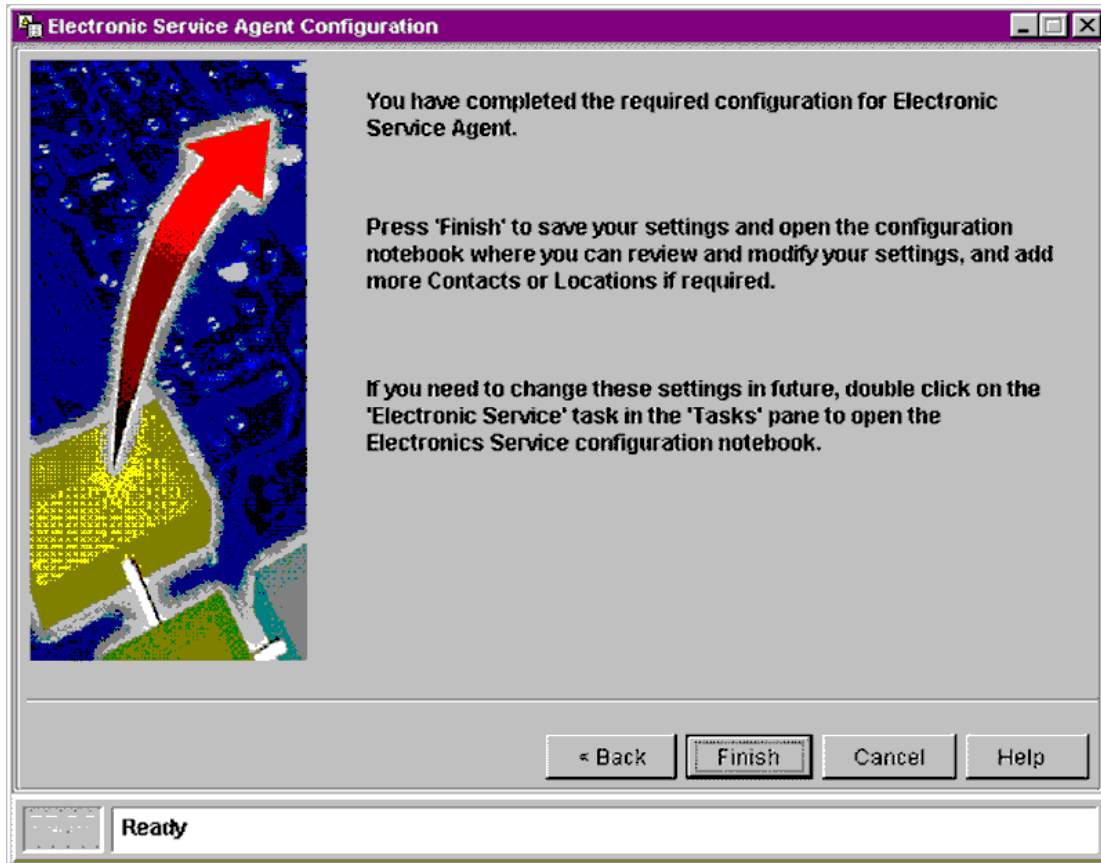 Electronic Service Agent Configuration
You have completed the required configuration for Electronic
Service Agent.
Press 'Finish' to save your settings and open the configuration
notebook where you can review and modify your settings, and add
more Contacts or Locations if required.
If you need to change these settings in future, double click on the
'Electronic Service' task in the 'Tasks' pane to open the
Electronics Service configuration notebook.
« Back Finish Cancel Help
Ready